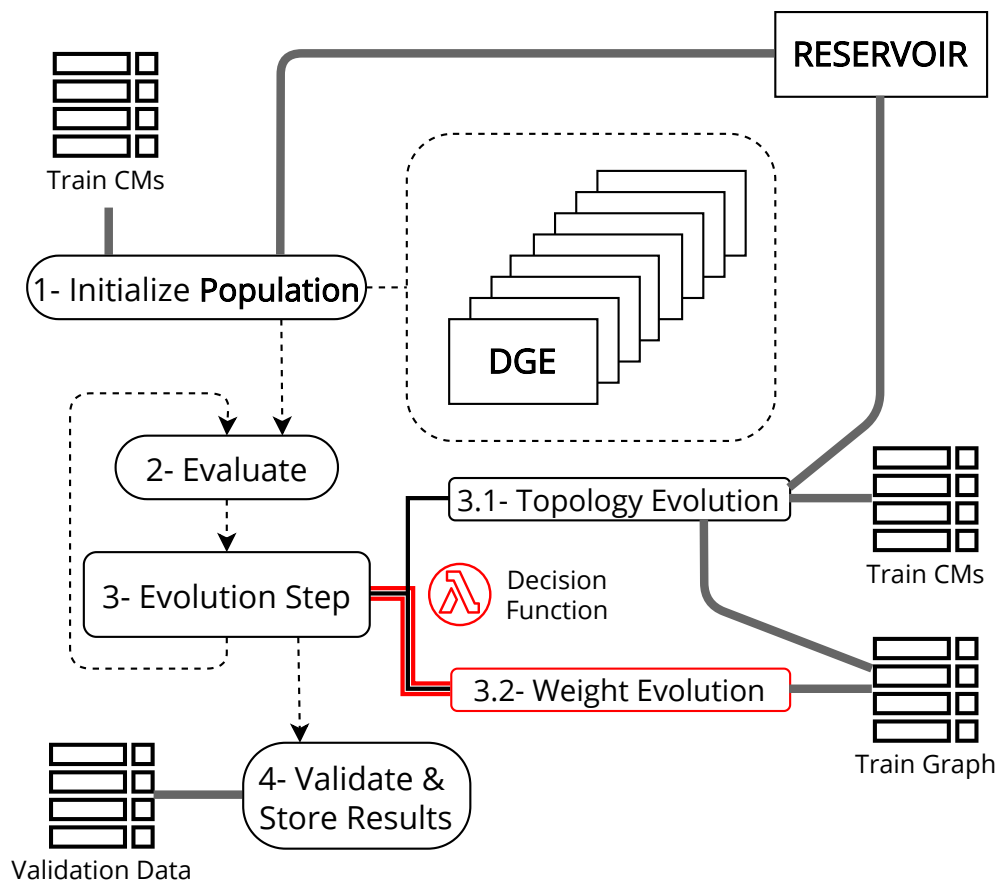 RESERVOIR
Train CMs
1- Initialize Population
DGE
2- Evaluate
3.1- Topology Evolution
Train CMs
Decision
Function
3- Evolution Step
3.2- Weight Evolution
Train Graph
4- Validate &
Store Results
Validation Data